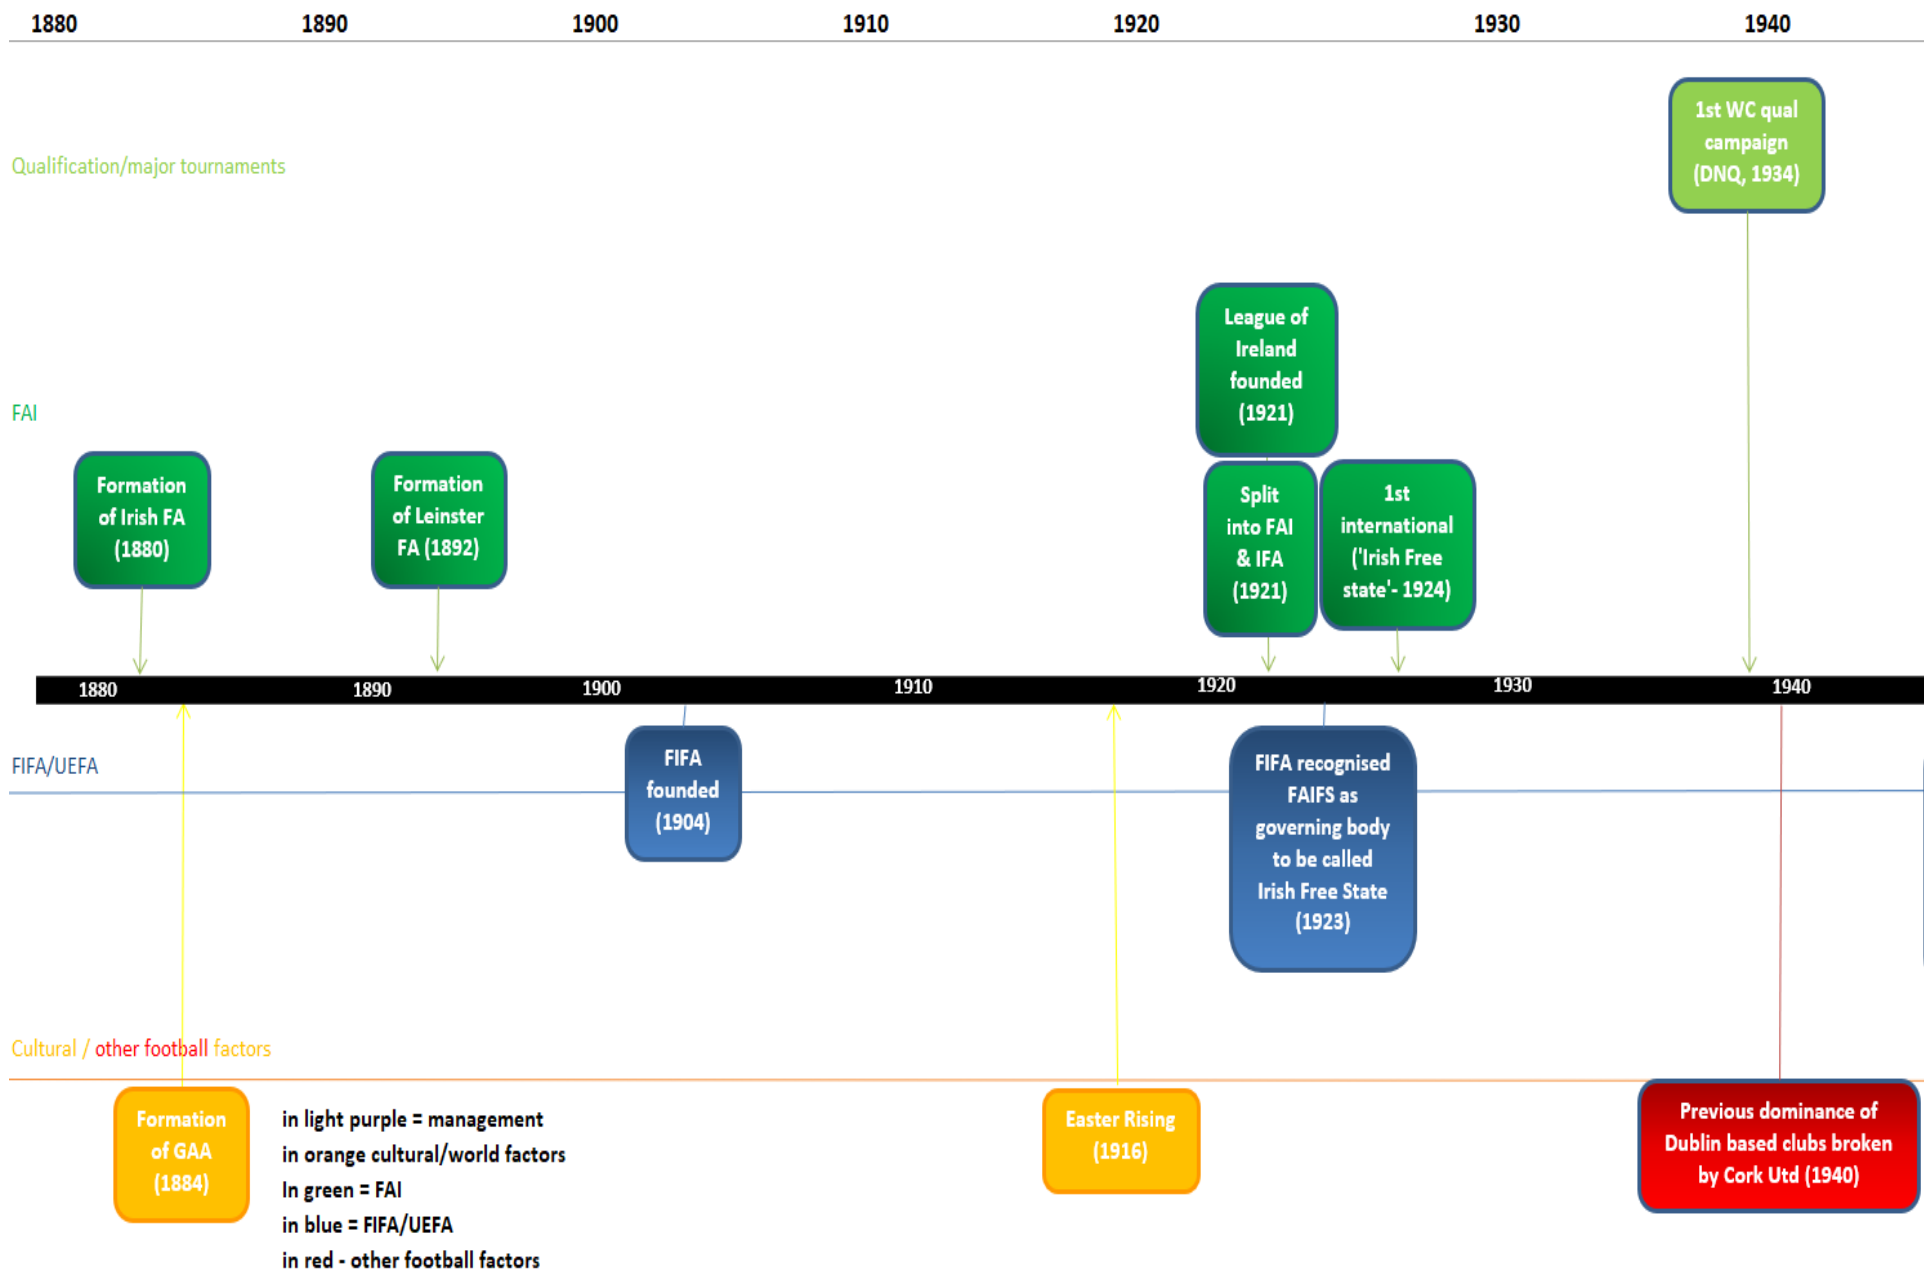 1880 1890 1900 1910 1920 1930 1940
1st WC qual
campaign
(DNQ, 1934)
Qualification/major tournaments
League of
Ireland
founded
(1921)
FAI
Formation
of Irish FA
(1880)
Formation
of Leinster
FA (1892)
Split
into FAI
& IFA
(1921)
1st
international
('Irish Free
state'- 1924)
1880 1890 1900 1910 1920 1930 1940
FIFA/UEFA
FIFA
founded
(1904)
FIFA recognised
FAIFS as
governing body
to be called
Irish Free State
(1923)
Cultural / other football factors
Formation
of GAA
(1884)
in light purple = management
in orange cultural/world factors
In green = FAI
in blue = FIFA/UEFA
in red - other football factors
Easter Rising
(1916)
Previous dominance of
Dublin based clubs broken
by Cork Utd (1940)